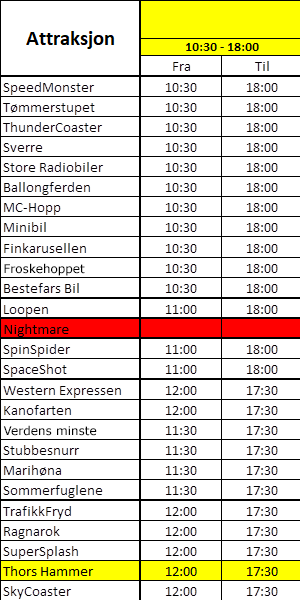 Attraksjon
10:30 - 18:00
Fra Til
SpeedMonster 10:30 18:00
Tømmerstupet 10:30 18:00
ThunderCoaster 10:30 18:00
Sverre 10:30 18:00
Store Radiobiler 10:30 18:00
Ballongferden 10:30 18:00
MC-Hopp 10:30 18:00
Minibil 10:30 18:00
Finkarusellen 10:30 18:00
Froskehoppet 10:30 18:00
Bestefars Bil 10:30 18:00
Loopen 11:00 18:00
Nightmare
SpinSpider 11:00 18:00
SpaceShot 11:00 18:00
Western Expressen 12:00 17:30
Kanofarten 12:00 17:30
Verdens minste 11:30 17:30
Stubbesnurr 11:30 17:30
Marihøna 11:30 17:30
Sommerfuglene 11:30 17:30
TrafikkFryd 12:00 17:30
Ragnarok 12:00 17:30
SuperSplash 12:00 17:30
Thors Hammer 12:00 17:30
SkyCoaster 12:00 17:30